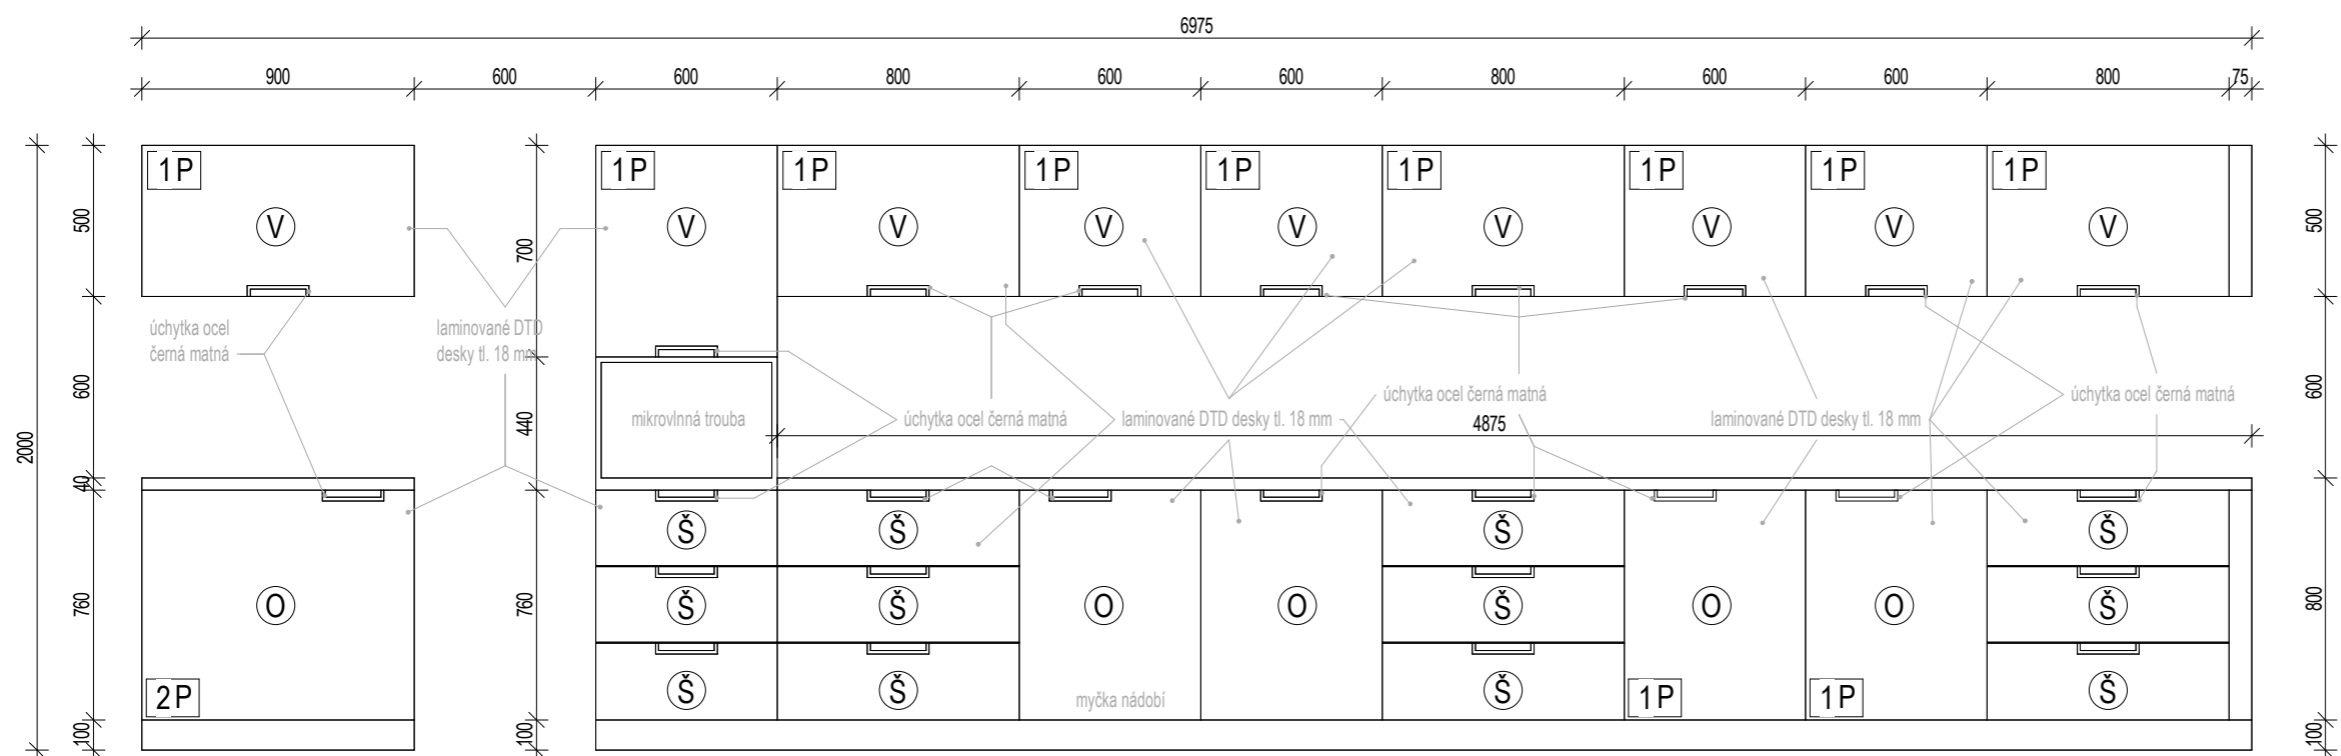 6975
900 600 600 800 600 600 800 600 600 800 75
1P 1P 1P 1P 1P 1P 1P 1P 1P
V V V V V V V V V
500 700 500
úchytka ocel
černá matná
laminované DTD
desky tl. 18 mm
2000 600 440 600
mikrovlnná trouba úchytka ocel černá matná laminované DTD desky tl. 18 mm úchytka ocel černá matná laminované DTD desky tl. 18 mm úchytka ocel černá matná
4875
40
Š Š Š Š
760 O 760 Š Š O O Š O O Š 800
2P Š Š myčka nádobí Š 1P 1P Š
100 100 100